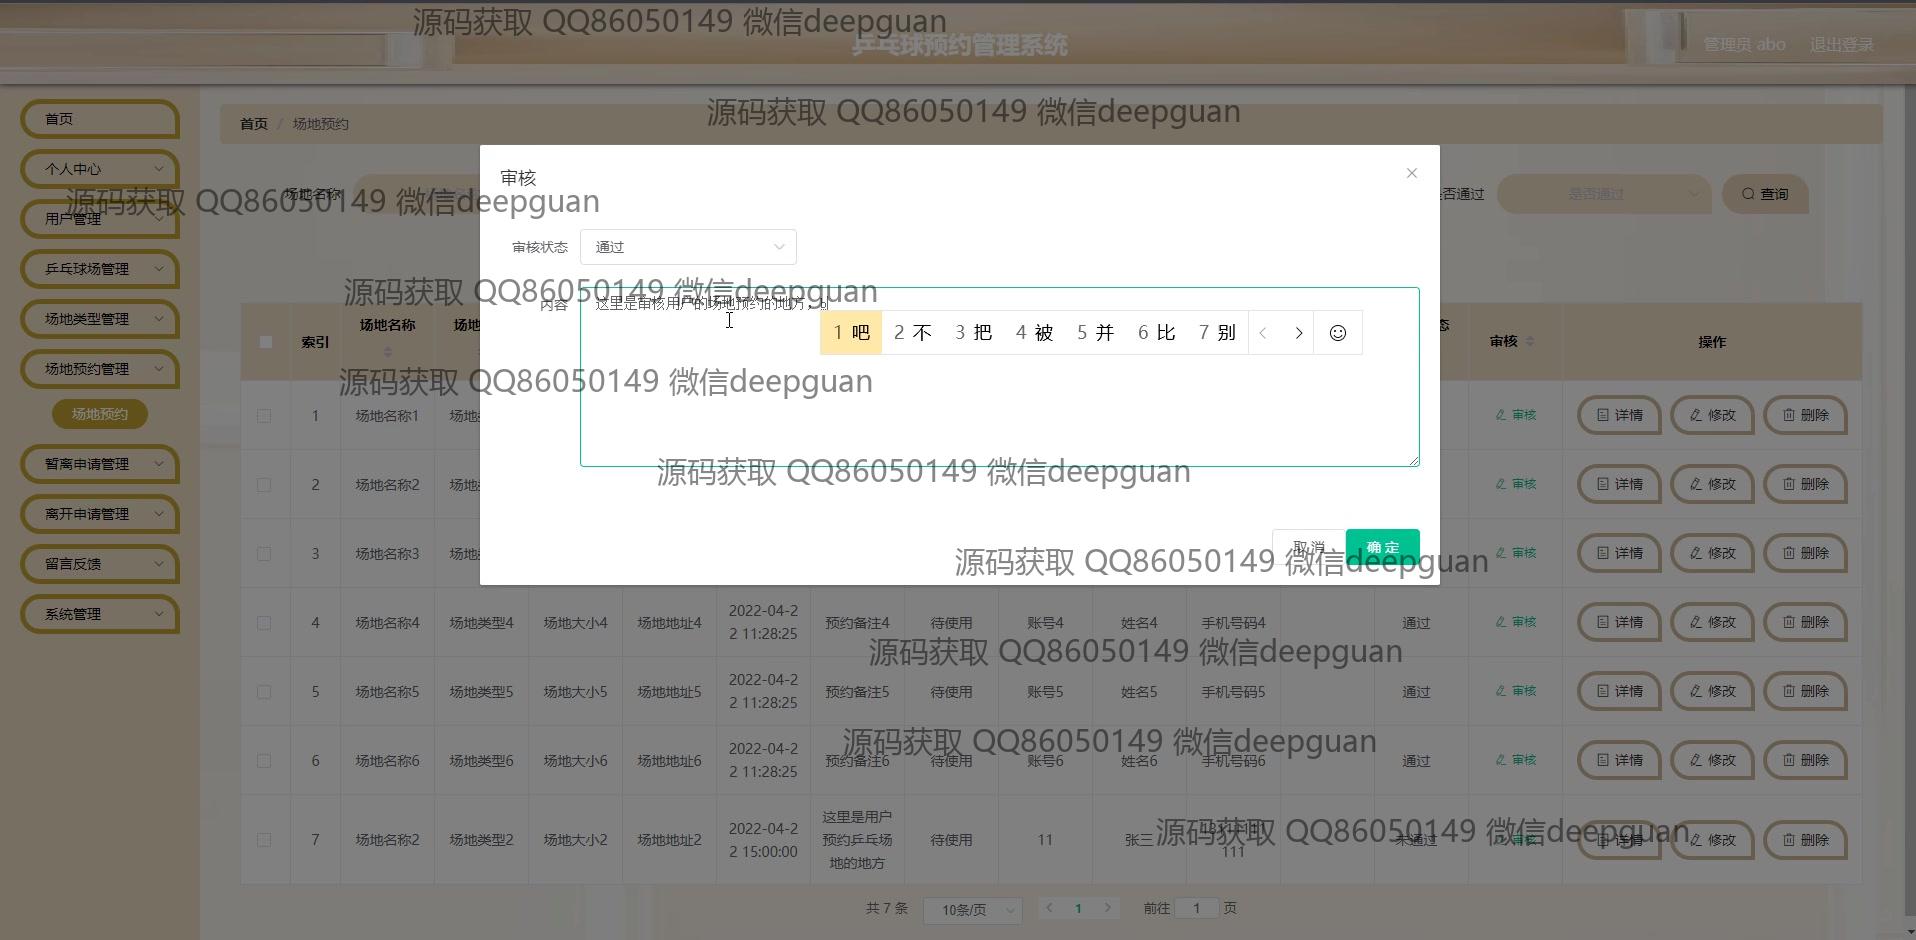 源码获取 QQ86050149 微信deepguan
乒乓球预约管理系统
管理员 abo 退出登录
源码获取 QQ86050149 微信deepguan
首页
个人中心
用户管理
乒乓球场管理
场地类型管理
场地预约管理
场地预约
暂离申请管理
离开申请管理
留言反馈
系统管理
首页 / 场地预约
源码获取 QQ86050149 微信deepguan
场地名称
是否通过 是否通过 查询
审核
审核状态 通过
源码获取 QQ86050149 微信deepguan
内容 这里是审核用户的场地预约的地方，b
1 吧 2 不 3 把 4 被 5 并 6 比 7 别
源码获取 QQ86050149 微信deepguan
源码获取 QQ86050149 微信deepguan
取消 确定
源码获取 QQ86050149 微信deepguan
索引 场地名称 场地 态 审核 操作
1 场地名称1 场地 审核 详情 修改 删除
2 场地名称2 场地 审核 详情 修改 删除
3 场地名称3 场地 审核 详情 修改 删除
4 场地名称4 场地类型4 场地大小4 场地地址4 2022-04-22 11:28:25 预约备注4 待使用 账号4 姓名4 手机号码4 通过 审核 详情 修改 删除
源码获取 QQ86050149 微信deepguan
5 场地名称5 场地类型5 场地大小5 场地地址5 2022-04-22 11:28:25 预约备注5 待使用 账号5 姓名5 手机号码5 通过 审核 详情 修改 删除
源码获取 QQ86050149 微信deepguan
6 场地名称6 场地类型6 场地大小6 场地地址6 2022-04-22 11:28:25 预约备注6 待使用 账号6 姓名6 手机号码6 通过 审核 详情 修改 删除
源码获取 QQ86050149 微信deepguan
7 场地名称2 场地类型2 场地大小2 场地地址2 2022-04-22 15:00:00 这里是用户预约乒乓场地的地方 待使用 11 张三 未通过 审核 详情 修改 删除
共 7 条 10条/页 1 前往 1 页